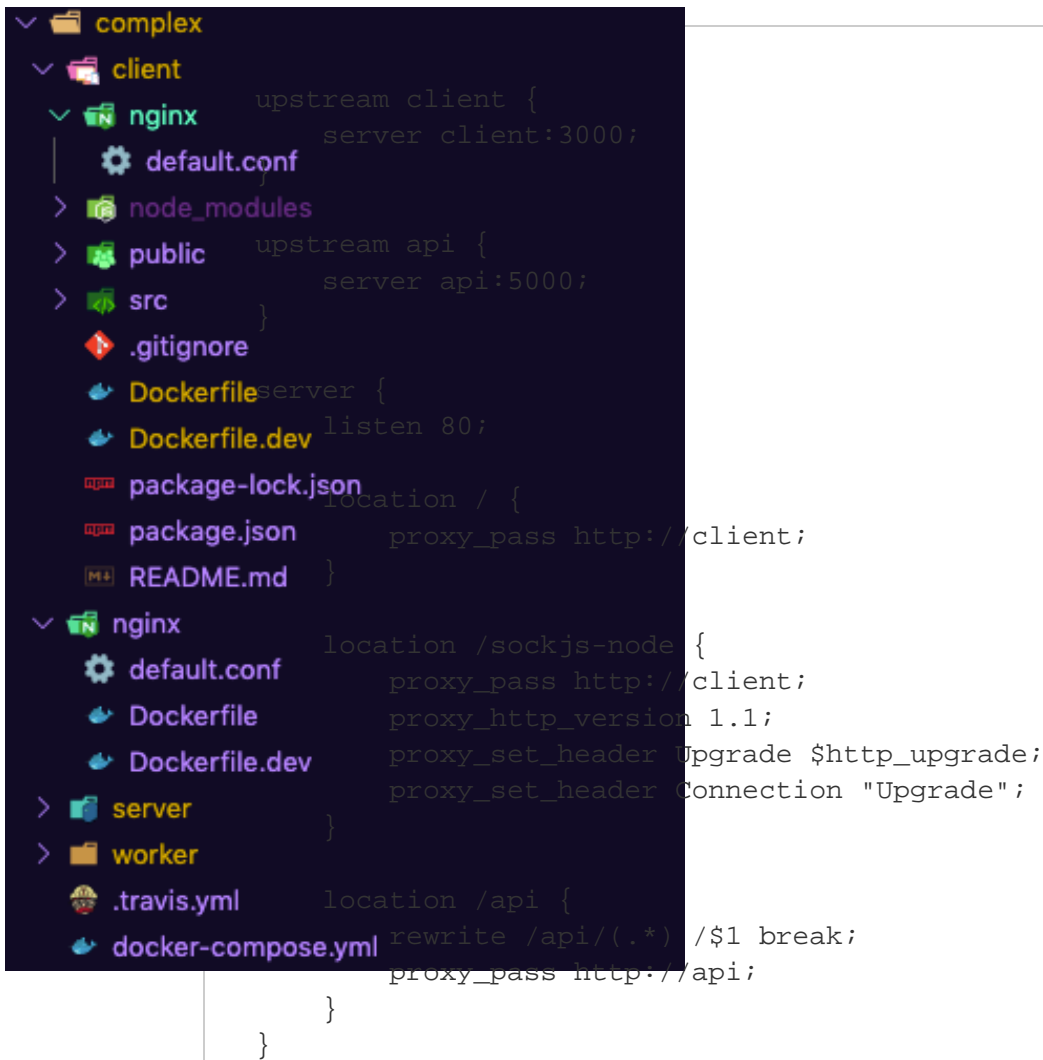 complex
client
nginx
default.conf
node_modules
public
src
.gitignore
Dockerfile
Dockerfile.dev
package-lock.json
package.json
README.md
nginx
default.conf
Dockerfile
Dockerfile.dev
server
worker
.travis.yml
docker-compose.yml
upstream client {
    server client:3000;
}
upstream api {
    server api:5000;
}
server {
    listen 80;
    location / {
        proxy_pass http://client;
    }
    location /sockjs-node {
        proxy_pass http://client;
        proxy_http_version 1.1;
        proxy_set_header Upgrade $http_upgrade;
        proxy_set_header Connection "Upgrade";
    }
    location /api {
        rewrite /api/(.*) /$1 break;
        proxy_pass http://api;
    }
}